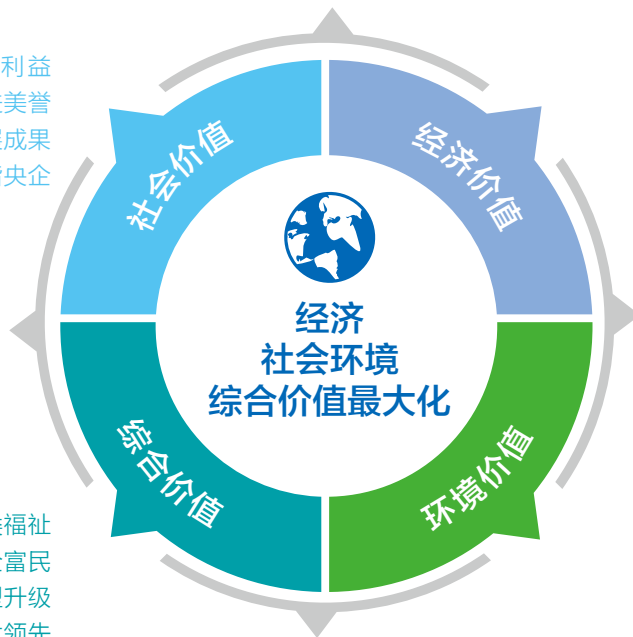 利益
美誉
成果
央企
社会价值
经济价值
经济
社会环境
综合价值最大化
综合价值
环境价值
福祉
富民
升级
领先